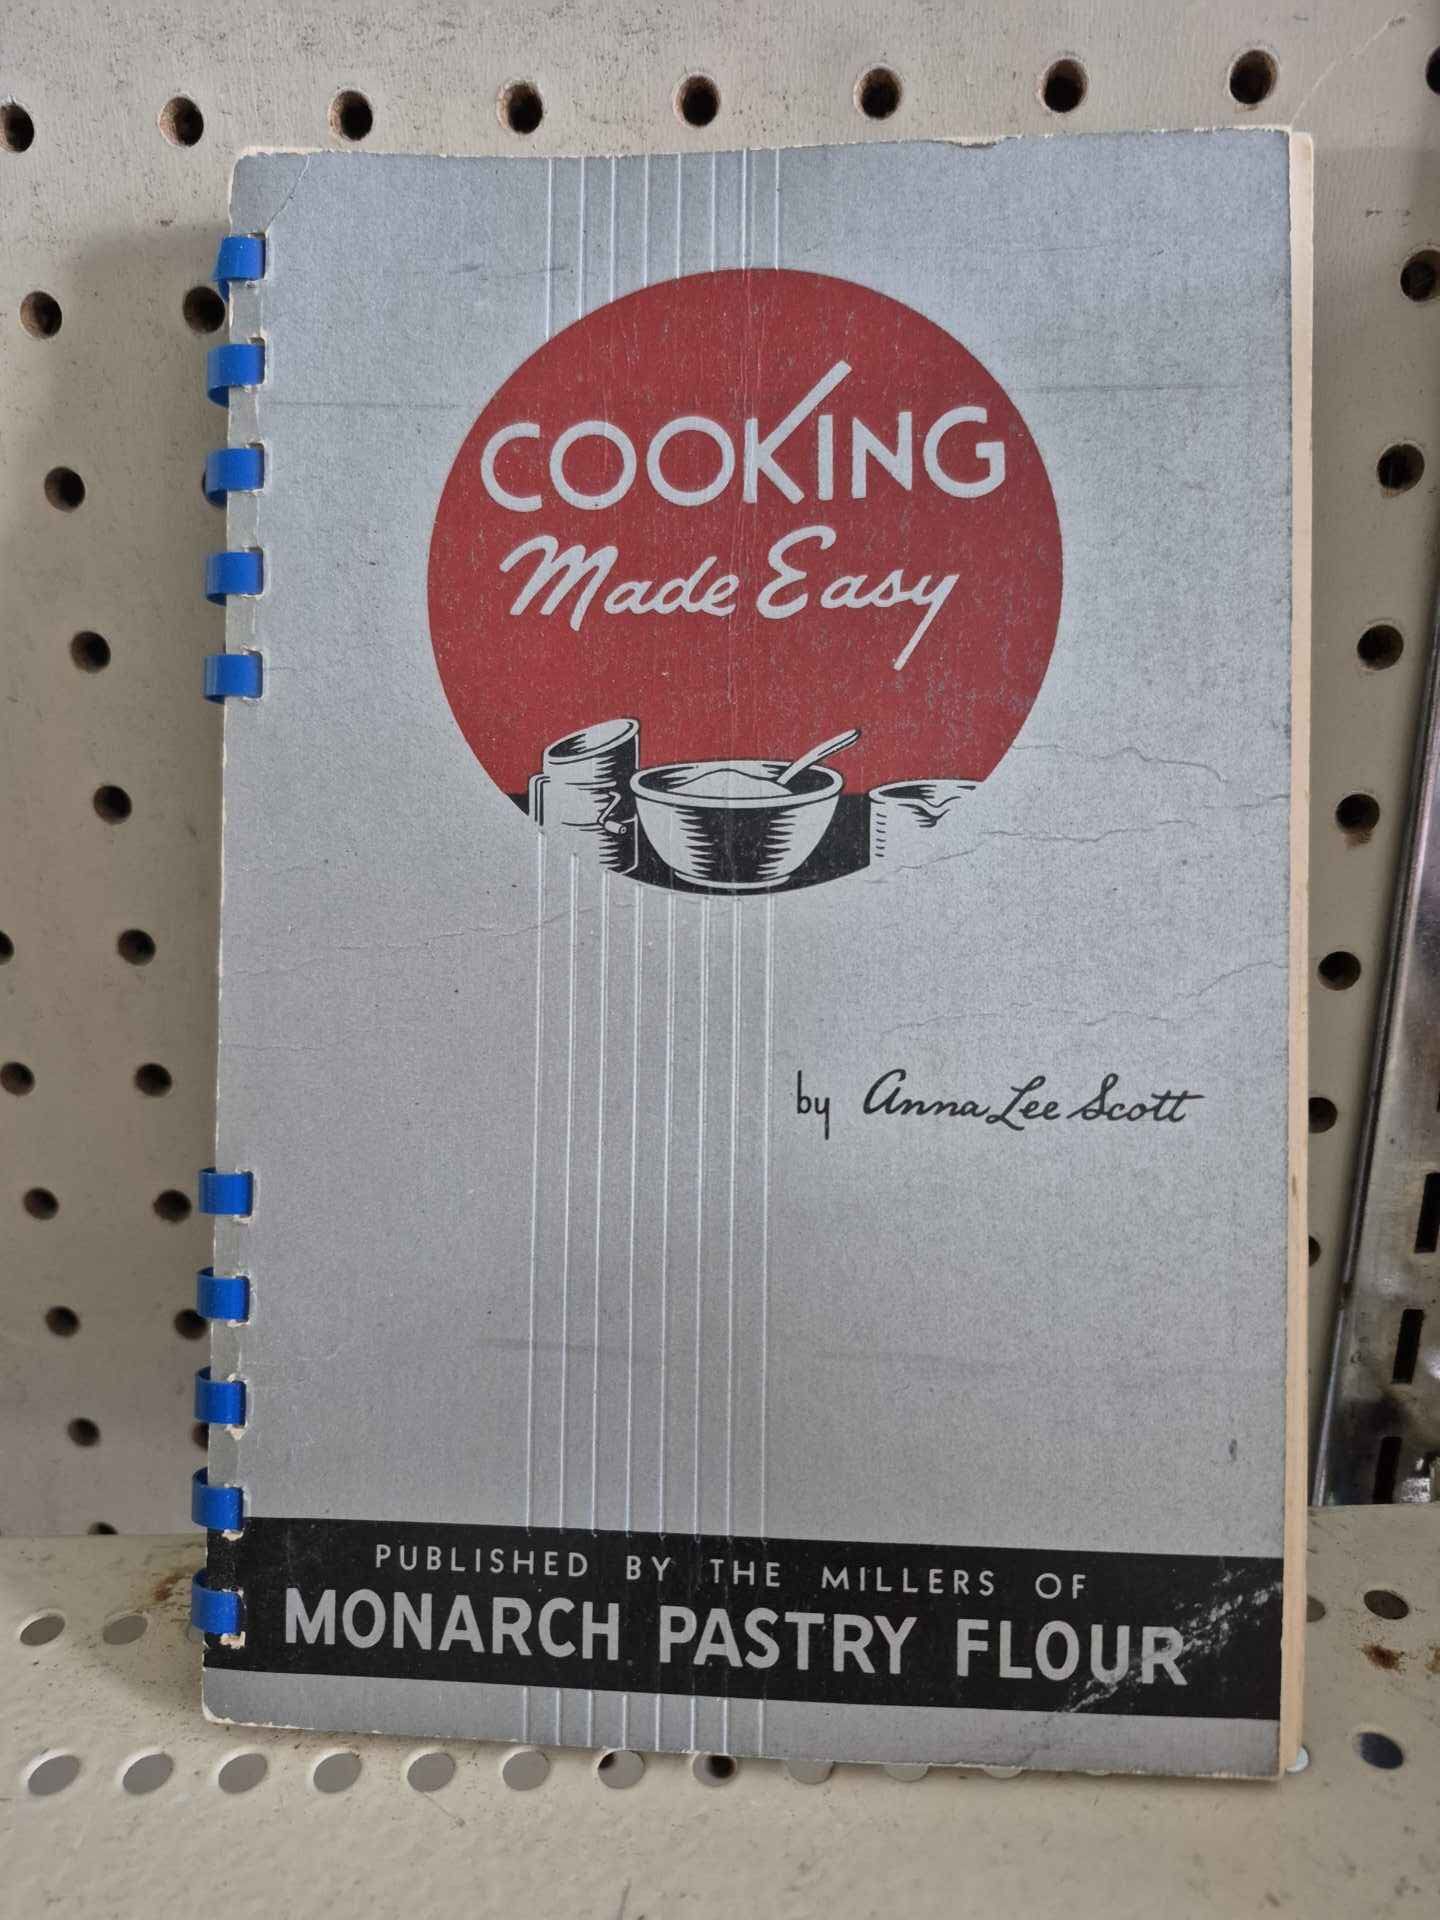 COOKING
Made Easy
by Anna Lee Scott
PUBLISHED BY THE MILLERS OF
MONARCH PASTRY FLOUR